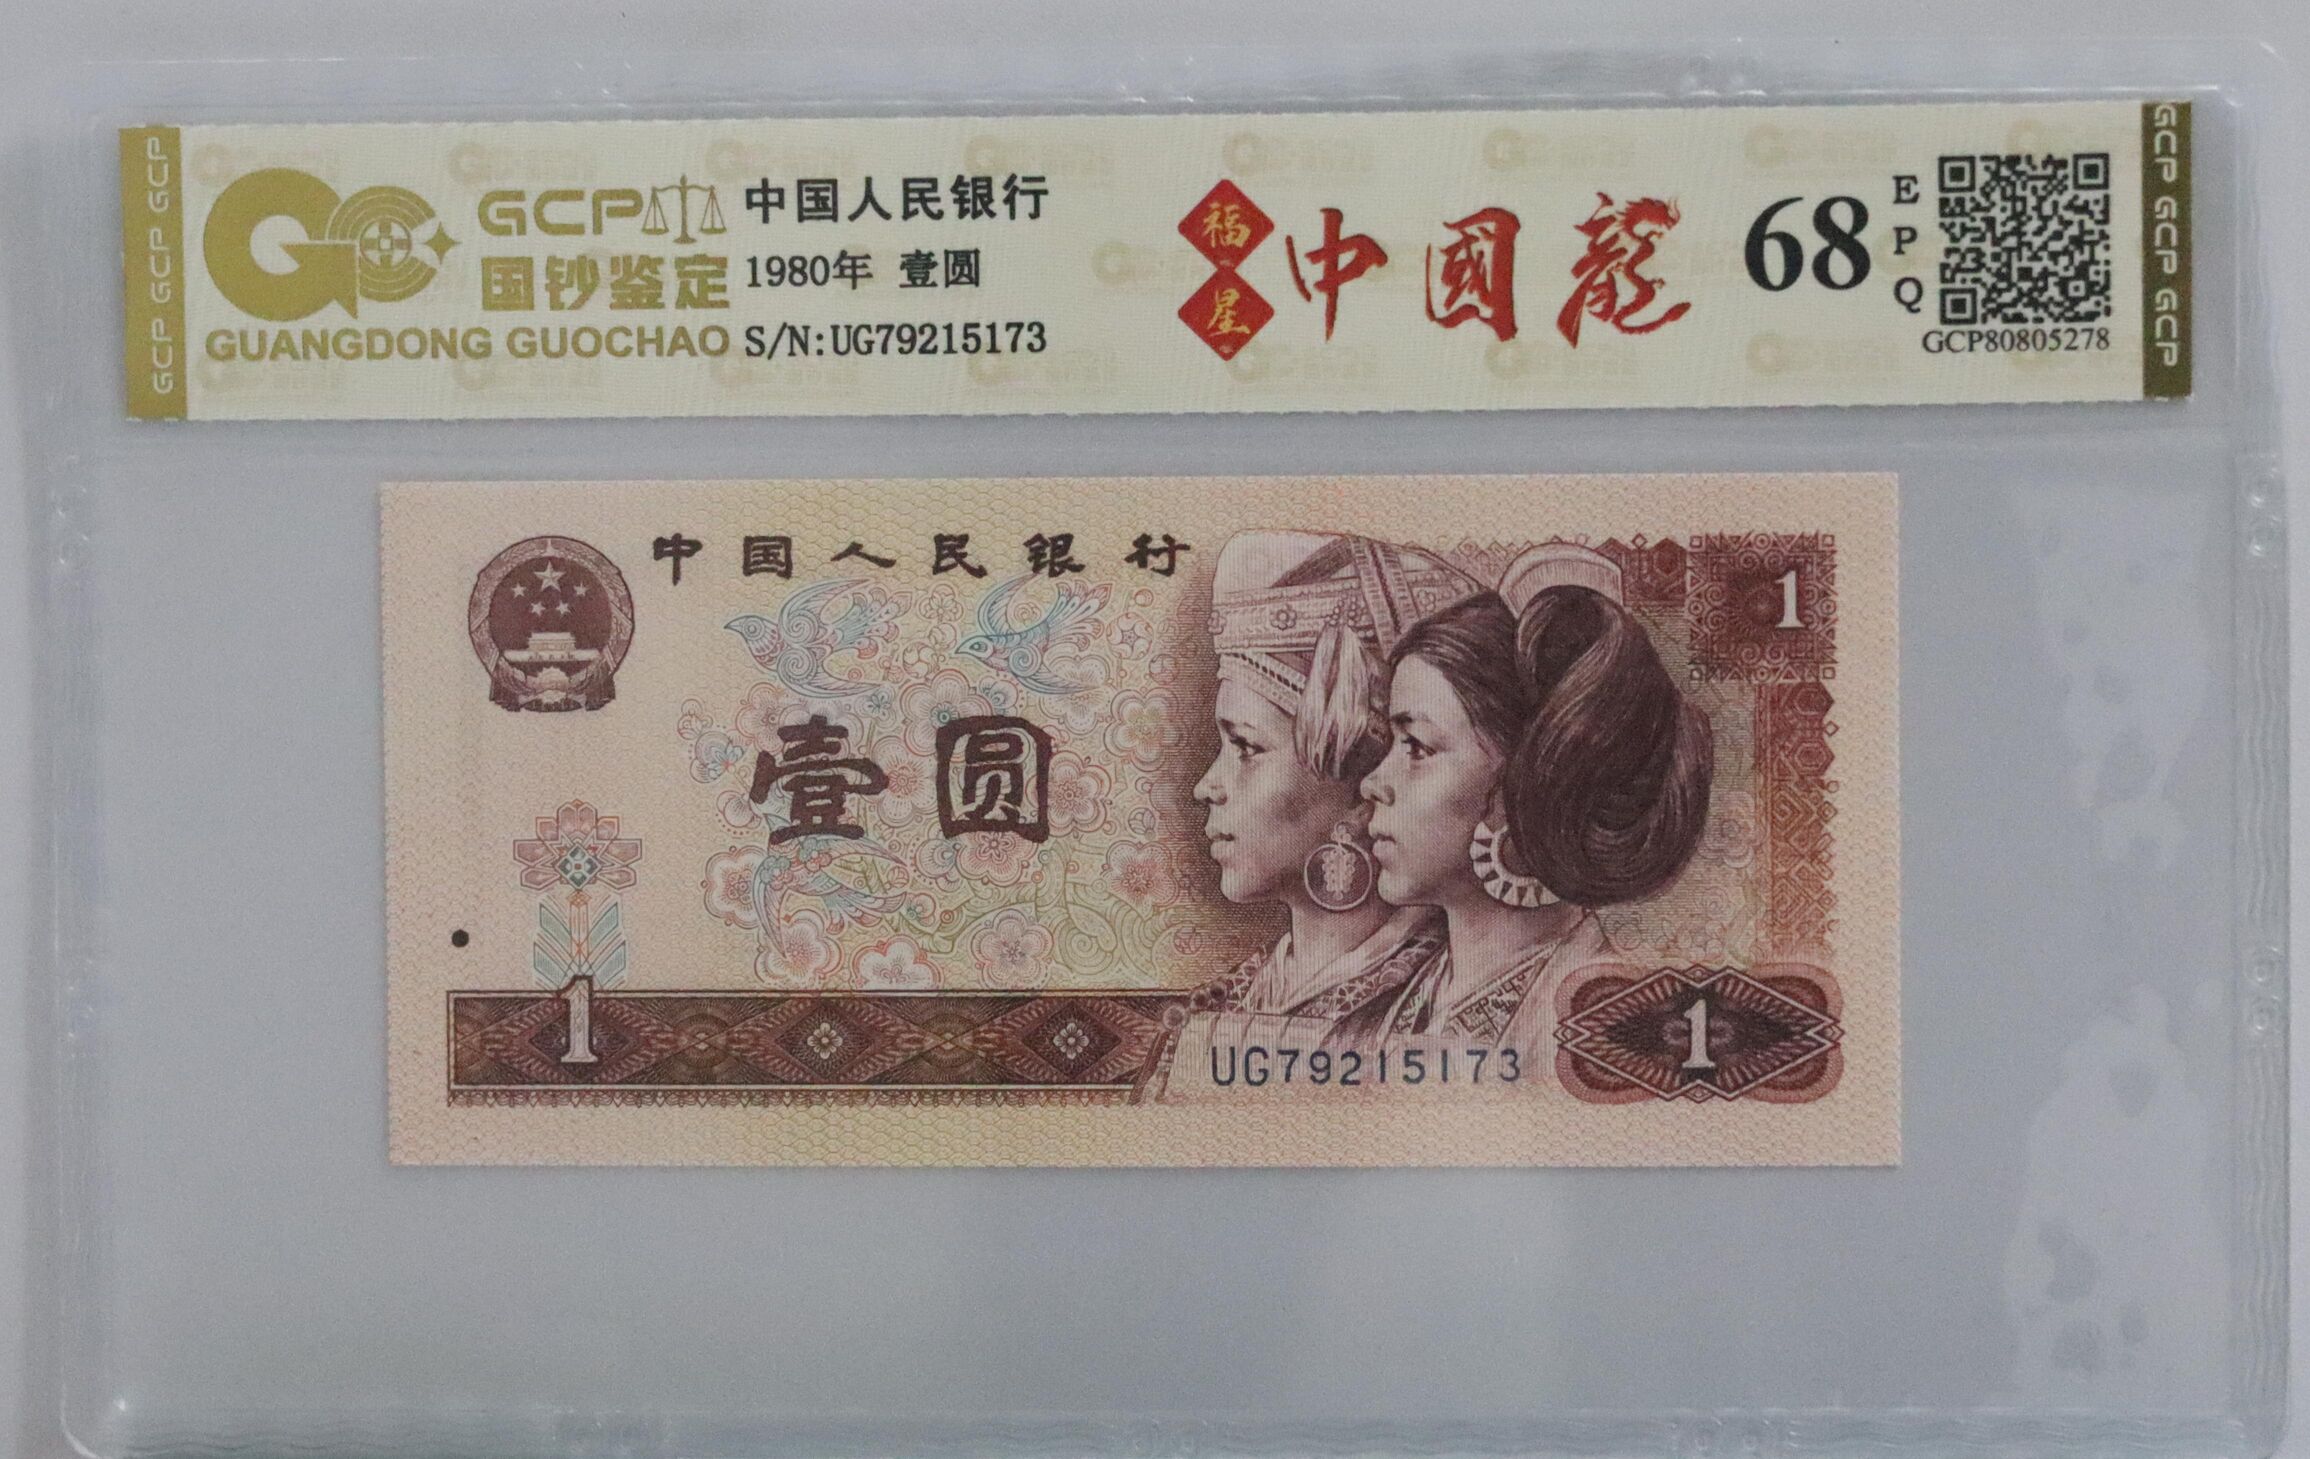 GCP GCP GCP
GCP
国钞鉴定
GUANGDONG GUOCHAO
中国人民银行
1980年 壹圆
S/N:UG79215173
福星
中國龍
68
EPQ
GCP80805278
GCP GCP GCP
中国人民银行
1
壹圆
1
UG79215173
1